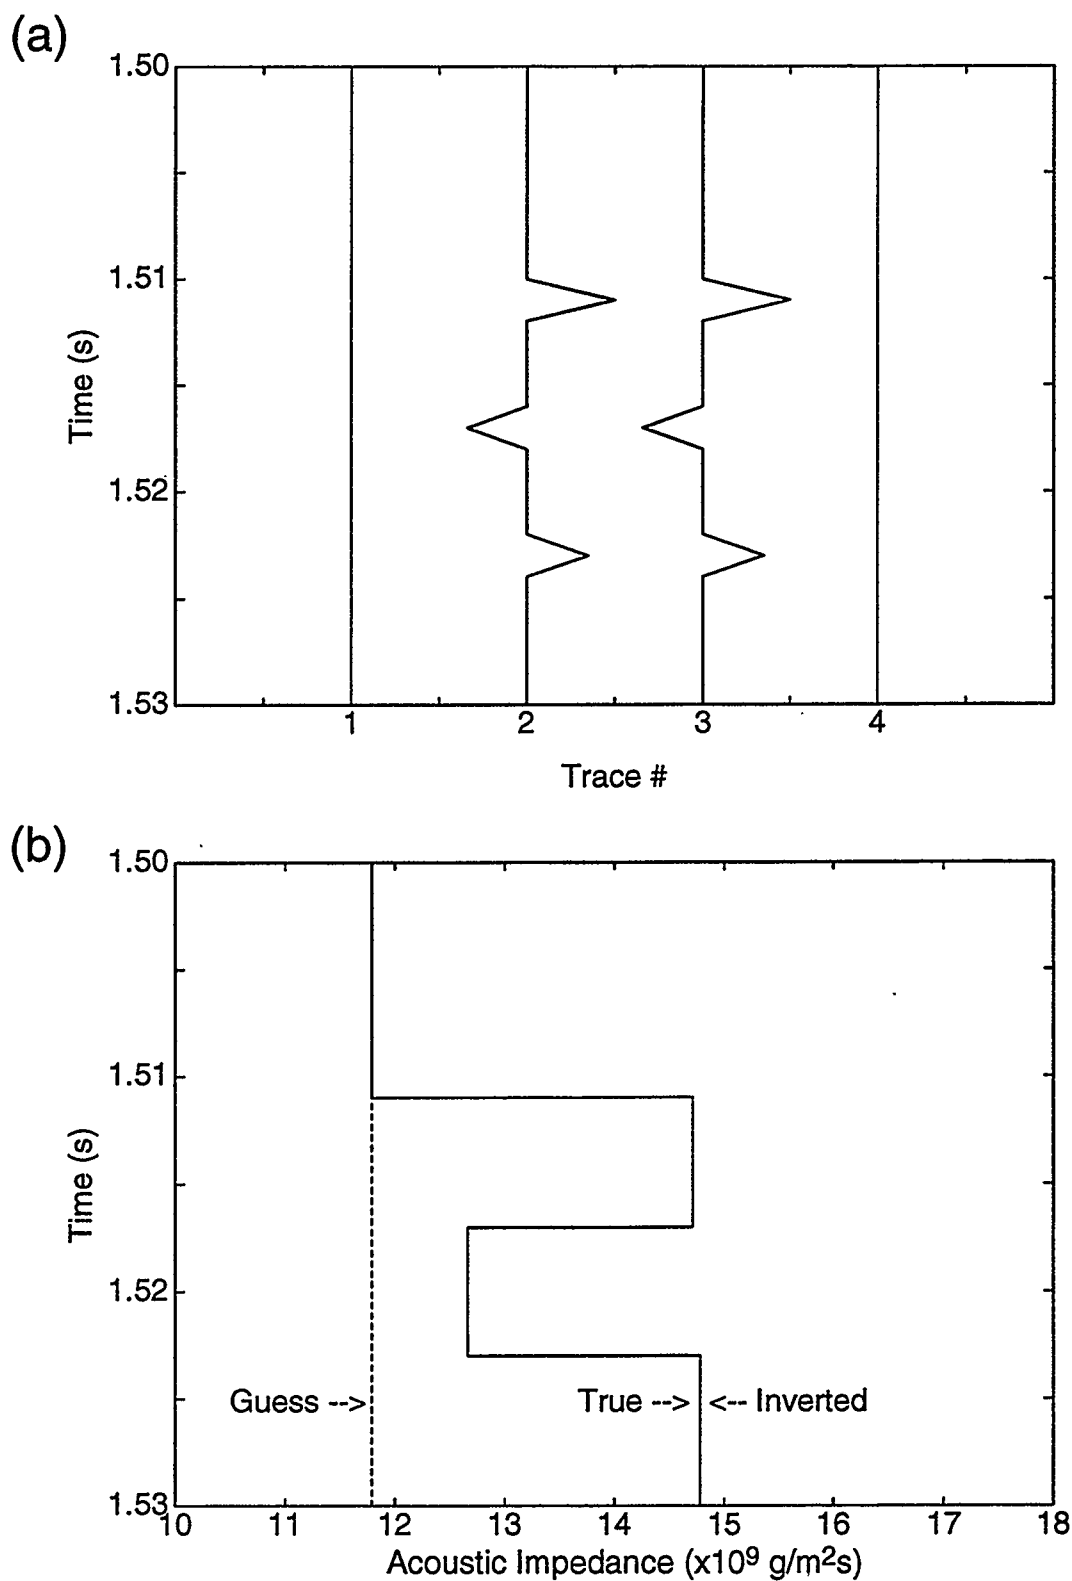 (a)
1.50
1.51
1.52
1.53
Time (s)
1 2 3 4
Trace #
(b)
1.50
1.51
1.52
1.53
Time (s)
Guess -->
True --> <-- Inverted
10 11 12 13 14 15 16 17 18
Acoustic Impedance (x10⁹ g/m²s)